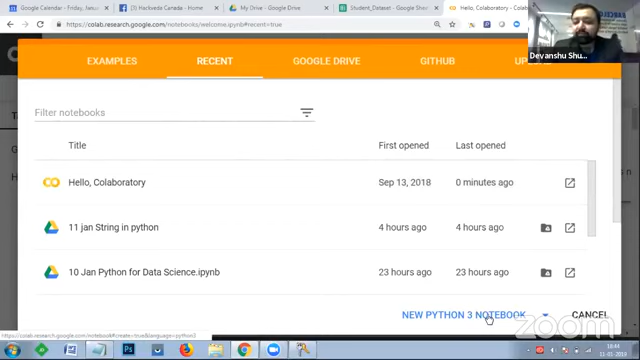 Google Calendar - Friday, Janua
Hackveda Canada - Home
My Drive - Google Drive
Student_Dataset - Google She
Hello, Colaboratory - Colabora
https://colab.research.google.com/notebooks/welcome.ipynb#recent=true
Devanshu Shu...
EXAMPLES
RECENT
GOOGLE DRIVE
GITHUB
Filter notebooks
Title
First opened
Last opened
Hello, Colaboratory
Sep 13, 2018
0 minutes ago
11 jan String in python
4 hours ago
4 hours ago
10 Jan Python for Data Science.ipynb
23 hours ago
23 hours ago
NEW PYTHON 3 NOTEBOOK
CANCEL
https://colab.research.google.com/notebook#create=true&language=python3
zoom
18:44
11-01-2019